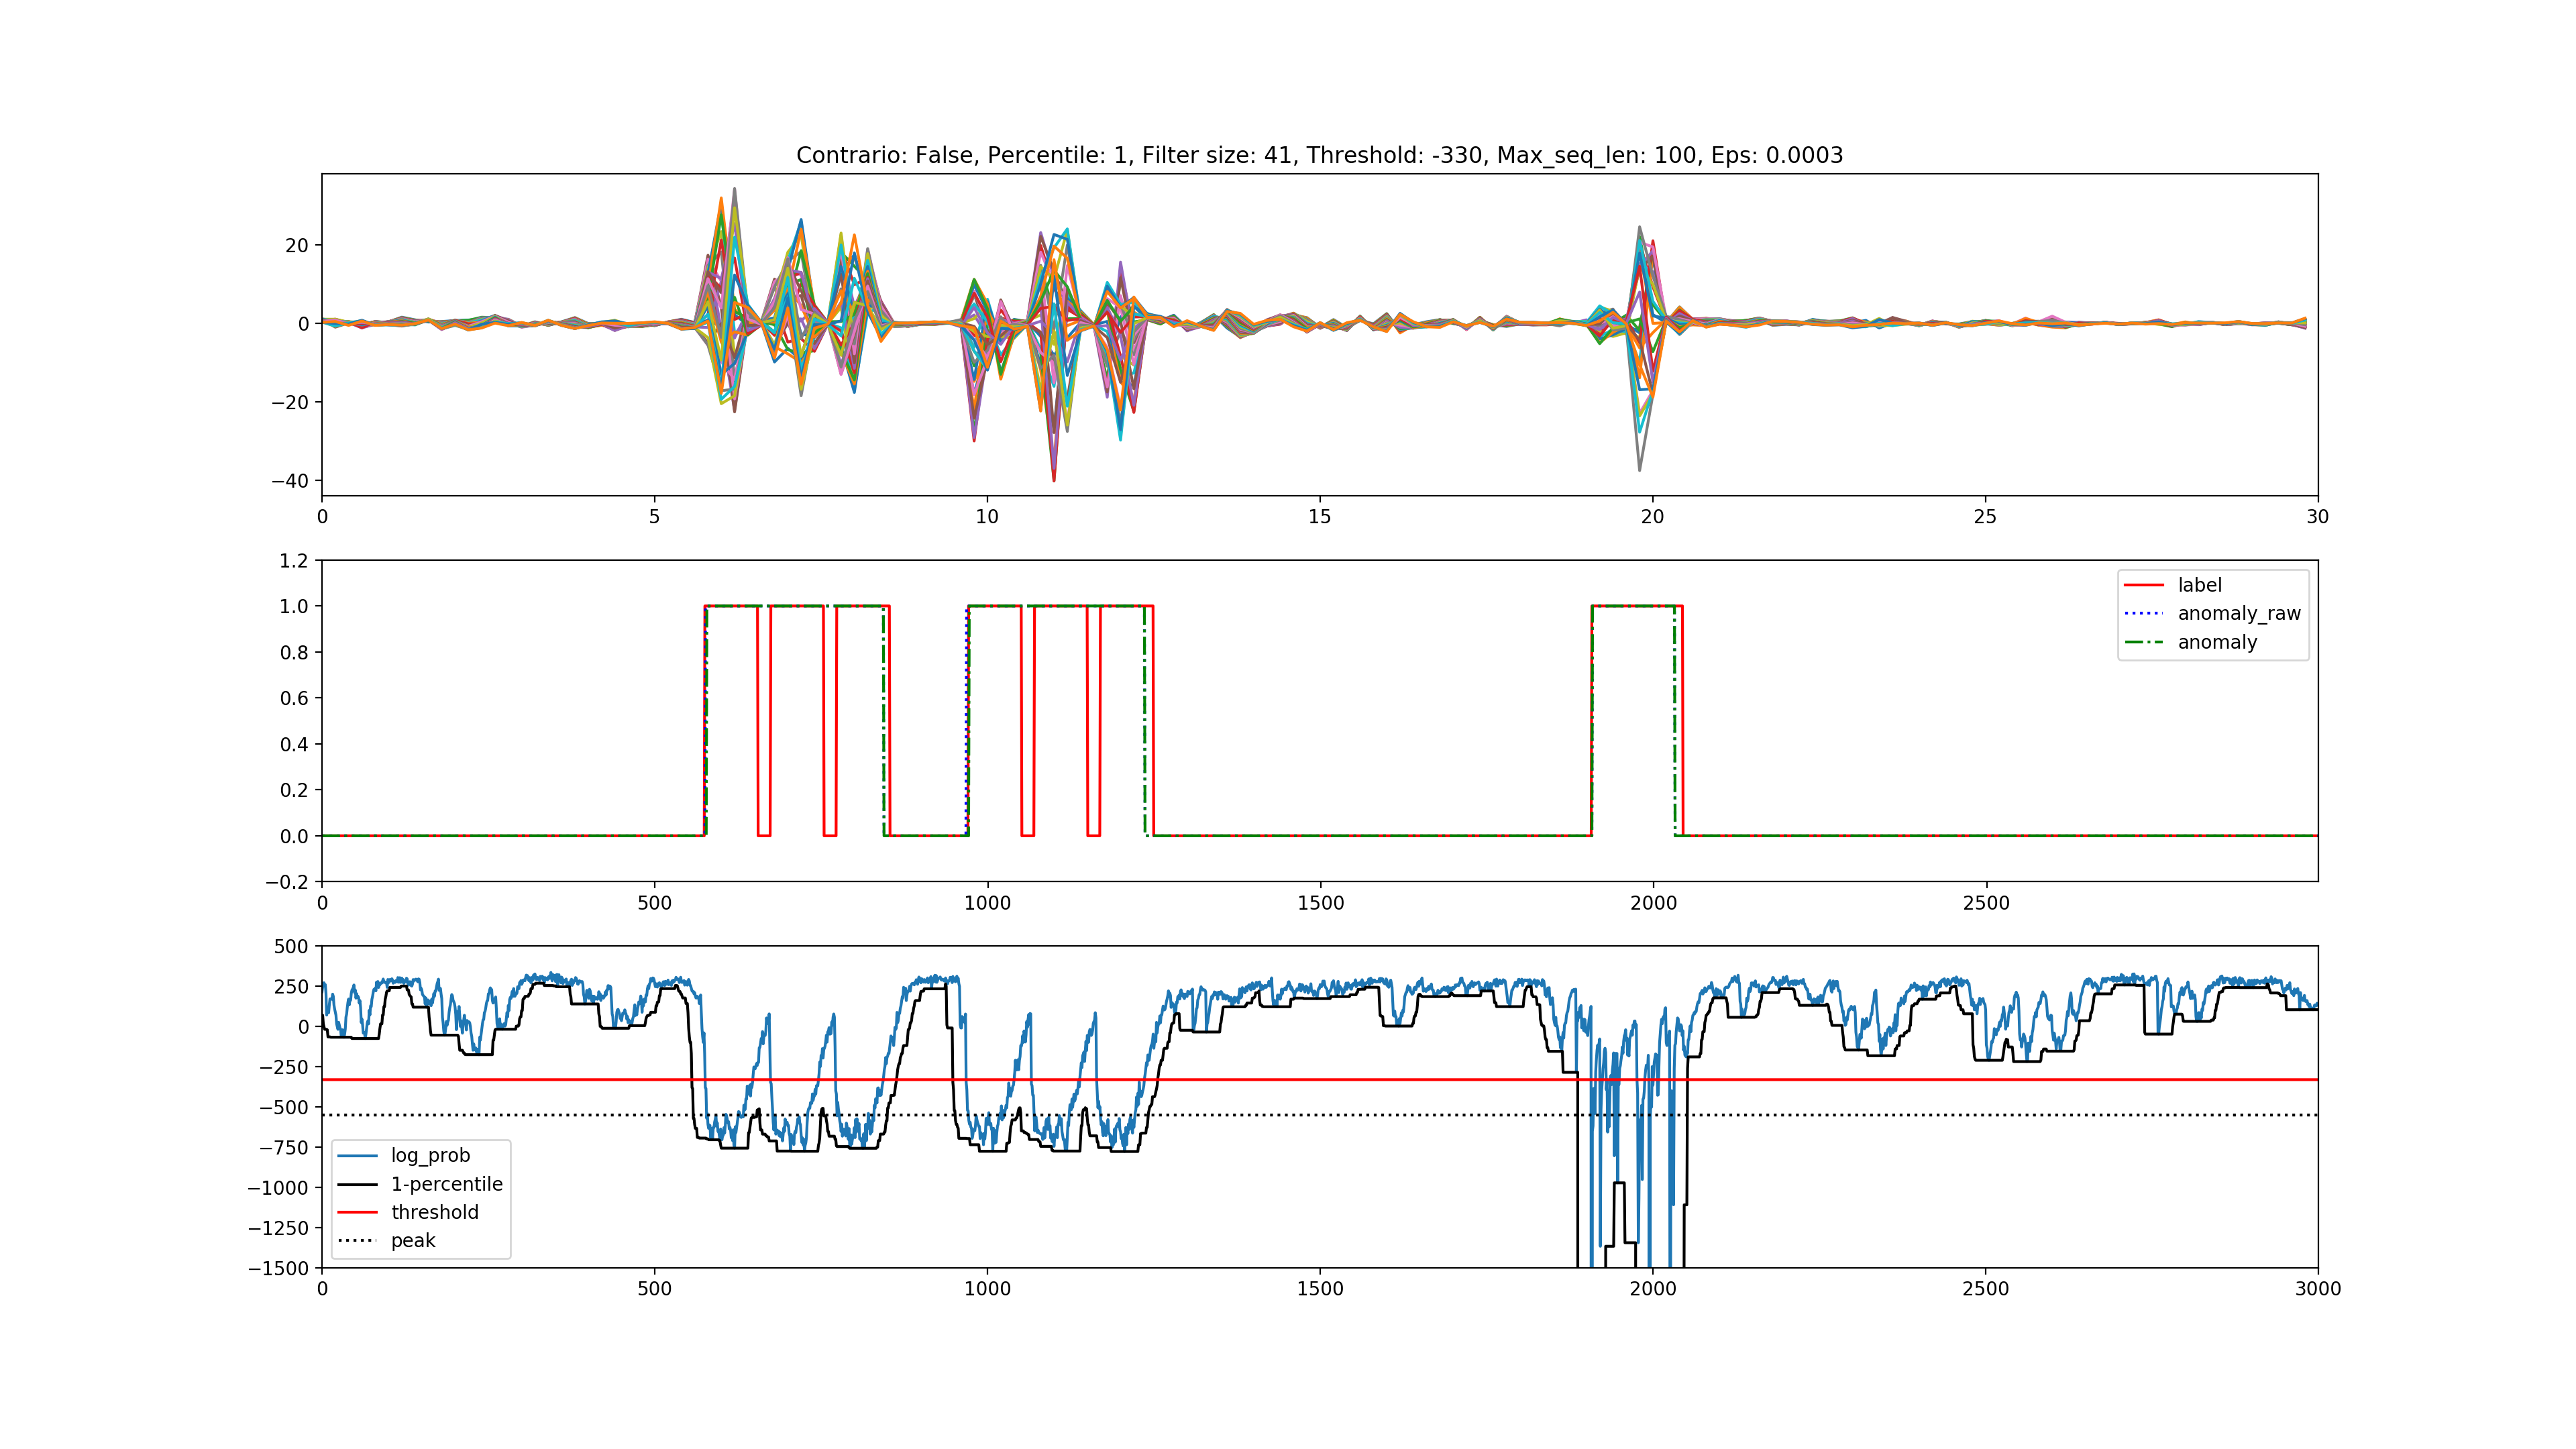 Contrario: False, Percentile: 1, Filter size: 41, Threshold: -330, Max_seq_len: 100, Eps: 0.0003
20
0
−20
−40
0 5 10 15 20 25 30
1.2
1.0
0.8
0.6
0.4
0.2
0.0
−0.2
label
anomaly_raw
anomaly
0 500 1000 1500 2000 2500
500
250
0
−250
−500
−750
−1000
−1250
−1500
log_prob
1-percentile
threshold
peak
0 500 1000 1500 2000 2500 3000